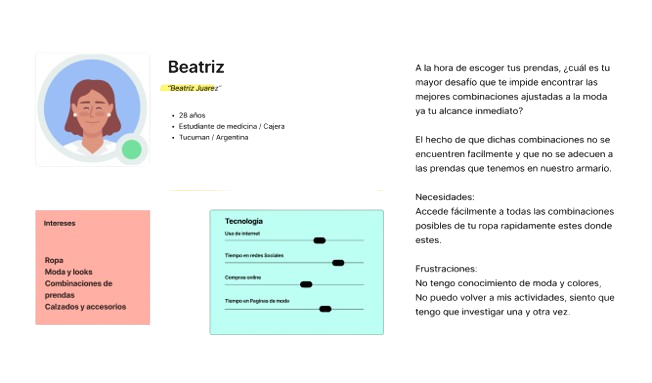 Beatriz
"Beatriz Juarez"
• 28 años
• Estudiante de medicina / Cajera
• Tucuman / Argentina
Intereses
Ropa
Moda y looks
Combinaciones de
prendas
Calzados y accesorios
Tecnología
Uso de internet
Tiempo en redes Sociales
Compras online
Tiempo en Paginas de moda
A la hora de escoger tus prendas, ¿cuál es tu
mayor desafío que te impide encontrar las
mejores combinaciones ajustadas a la moda
ya tu alcance inmediato?
El hecho de que dichas combinaciones no se
encuentren facilmente y que no se adecuen a
las prendas que tenemos en nuestro armario.
Necesidades:
Accede fácilmente a todas las combinaciones
posibles de tu ropa rapidamente estes donde
estes.
Frustraciones:
No tengo conocimiento de moda y colores,
No puedo volver a mis actividades, siento que
tengo que investigar una y otra vez.